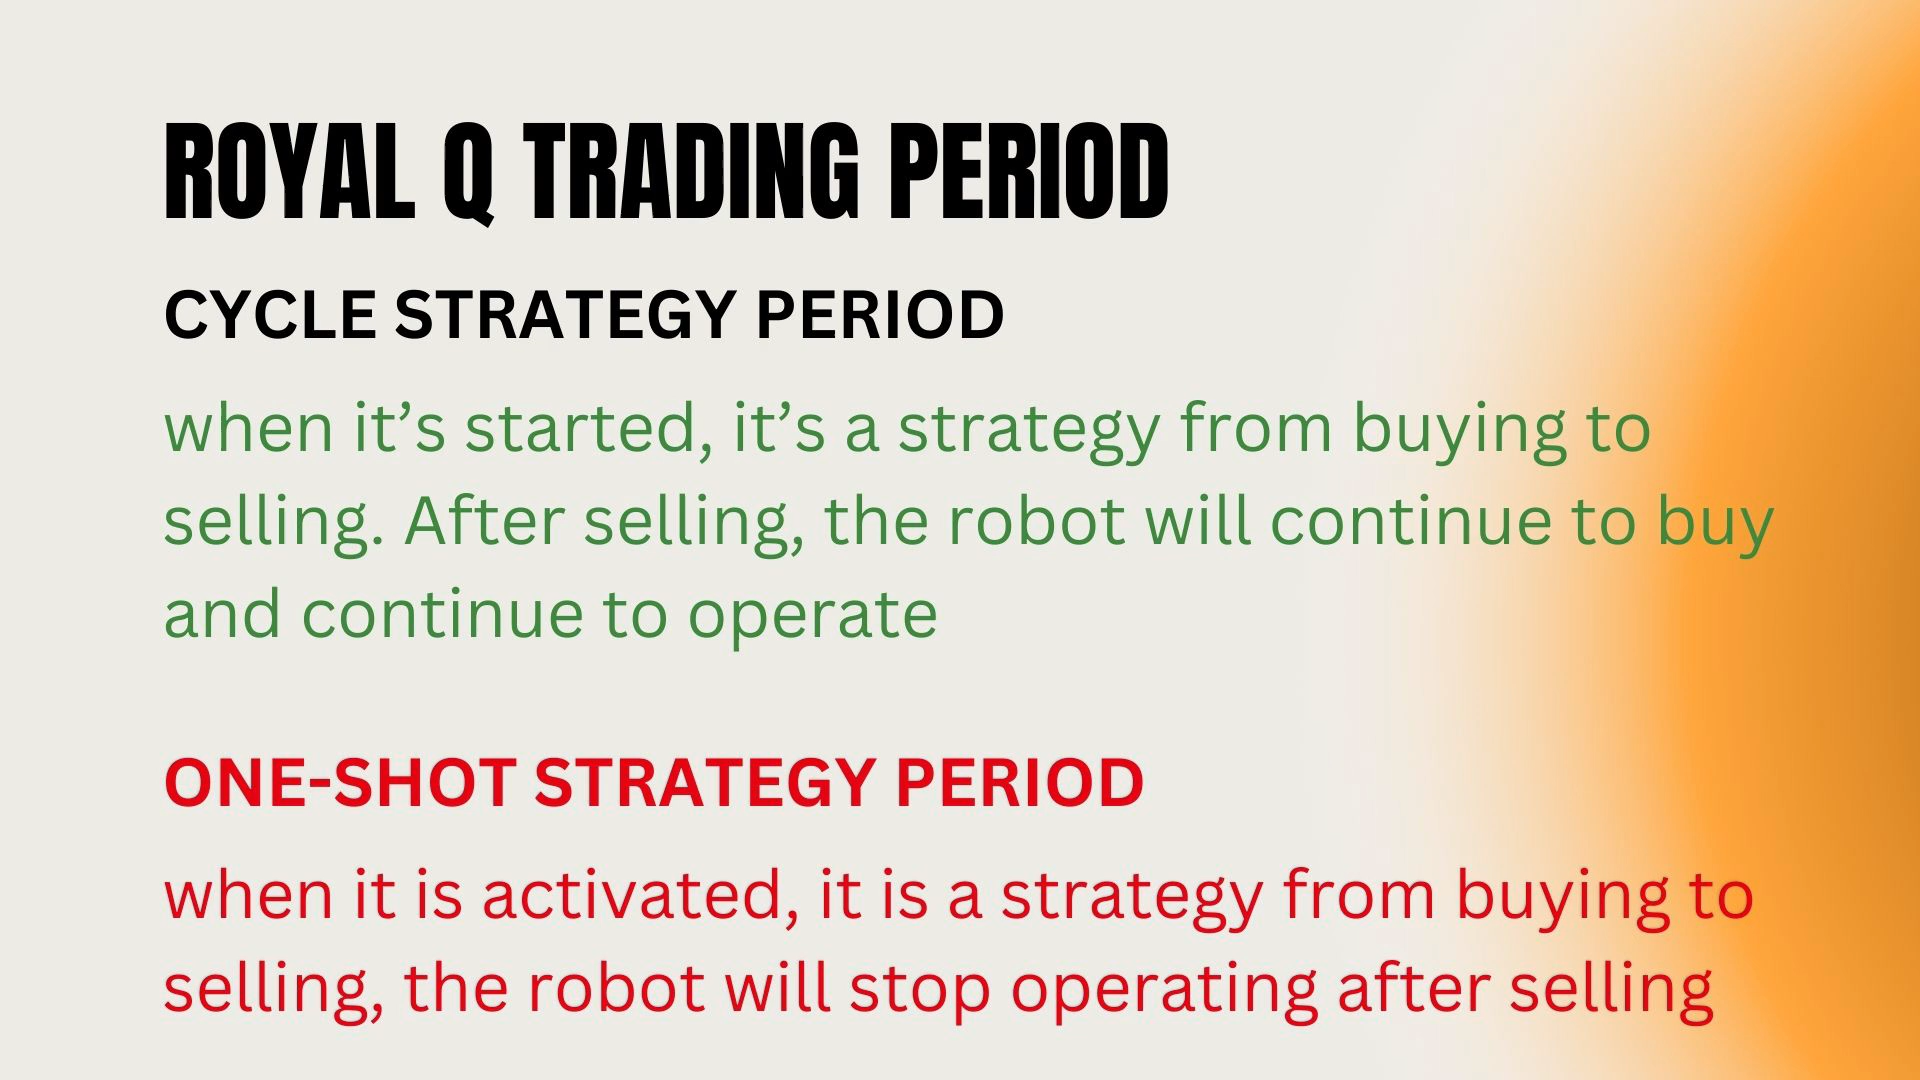 ROYAL Q TRADING PERIOD
CYCLE STRATEGY PERIOD
when it’s started, it’s a strategy from buying to
selling. After selling, the robot will continue to buy
and continue to operate
ONE-SHOT STRATEGY PERIOD
when it is activated, it is a strategy from buying to
selling, the robot will stop operating after selling